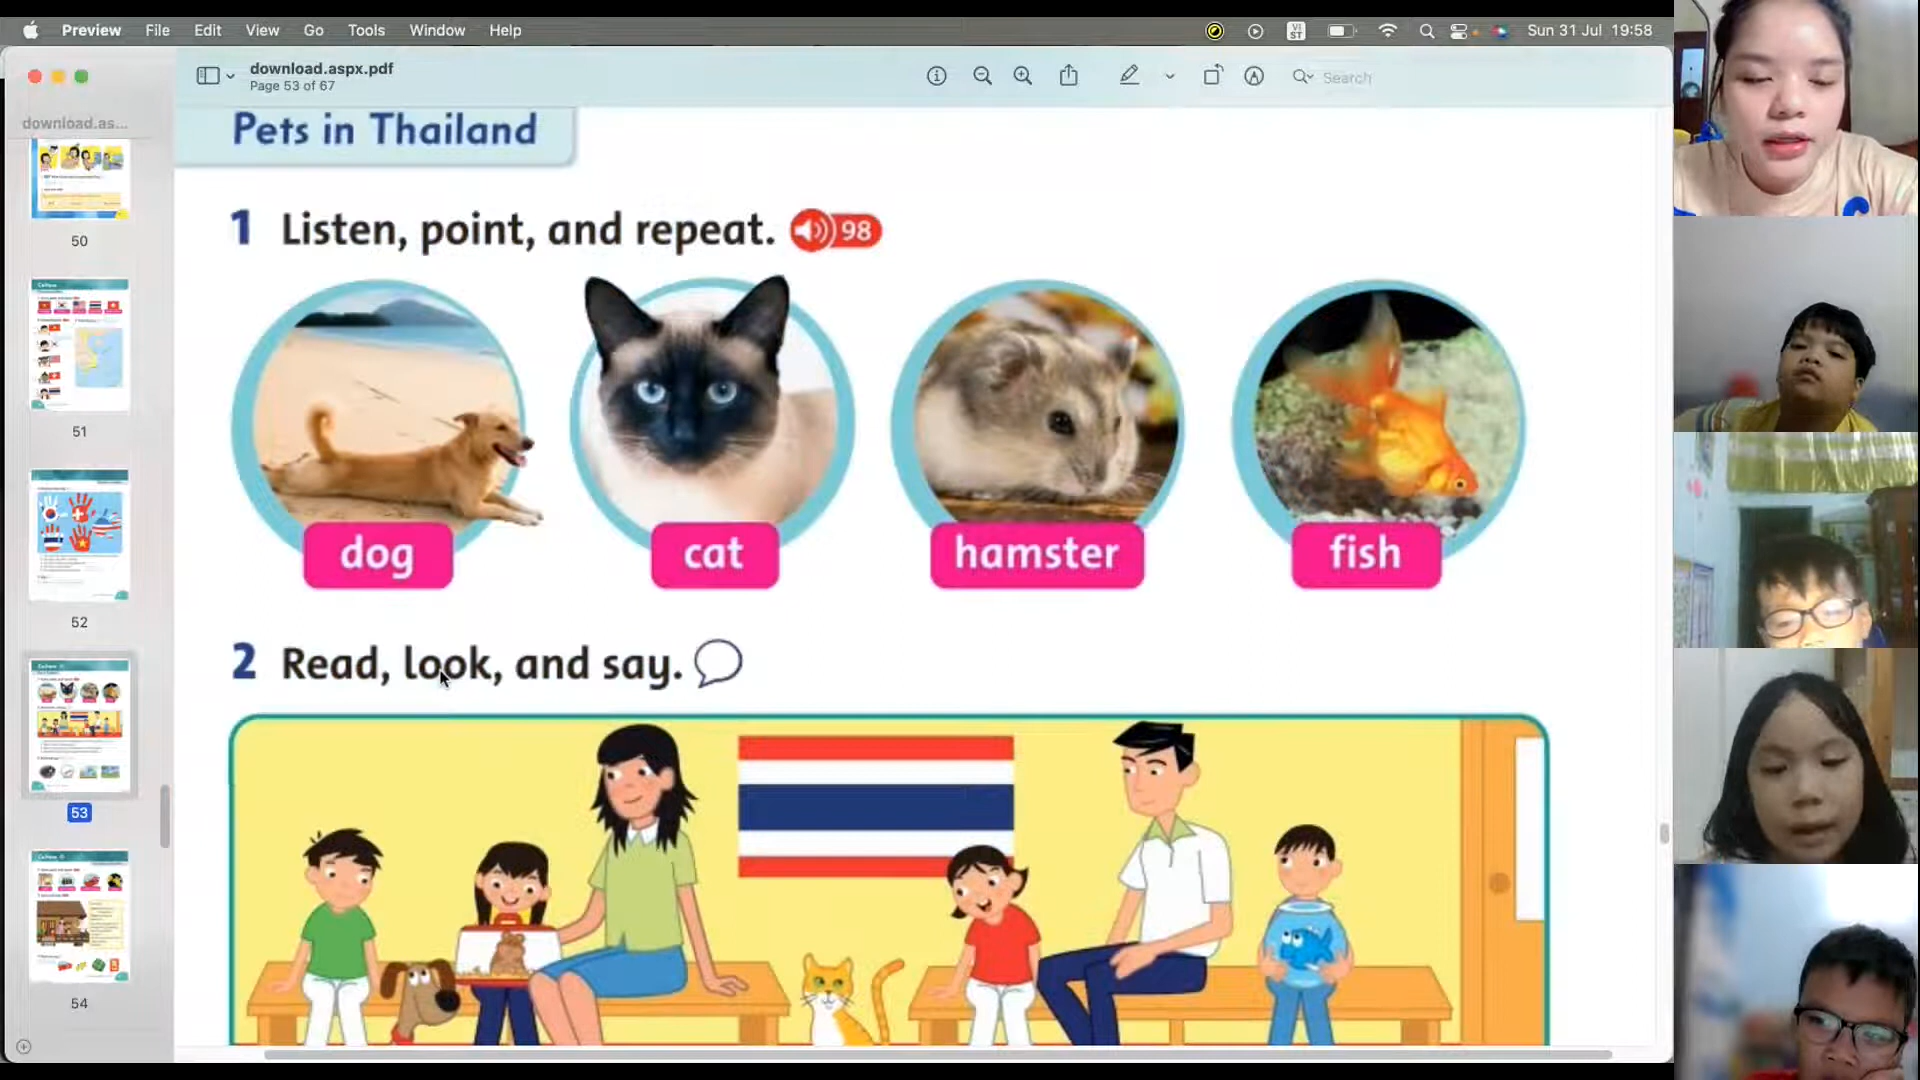 Preview File Edit View Go Tools Window Help
VI
ST
Sun 31 Jul 19:58
download.aspx.pdf
Page 53 of 67
Search
download.as...
50
51
52
53
54
Pets in Thailand
1 Listen, point, and repeat. 98
dog
cat
hamster
fish
2 Read, look, and say.